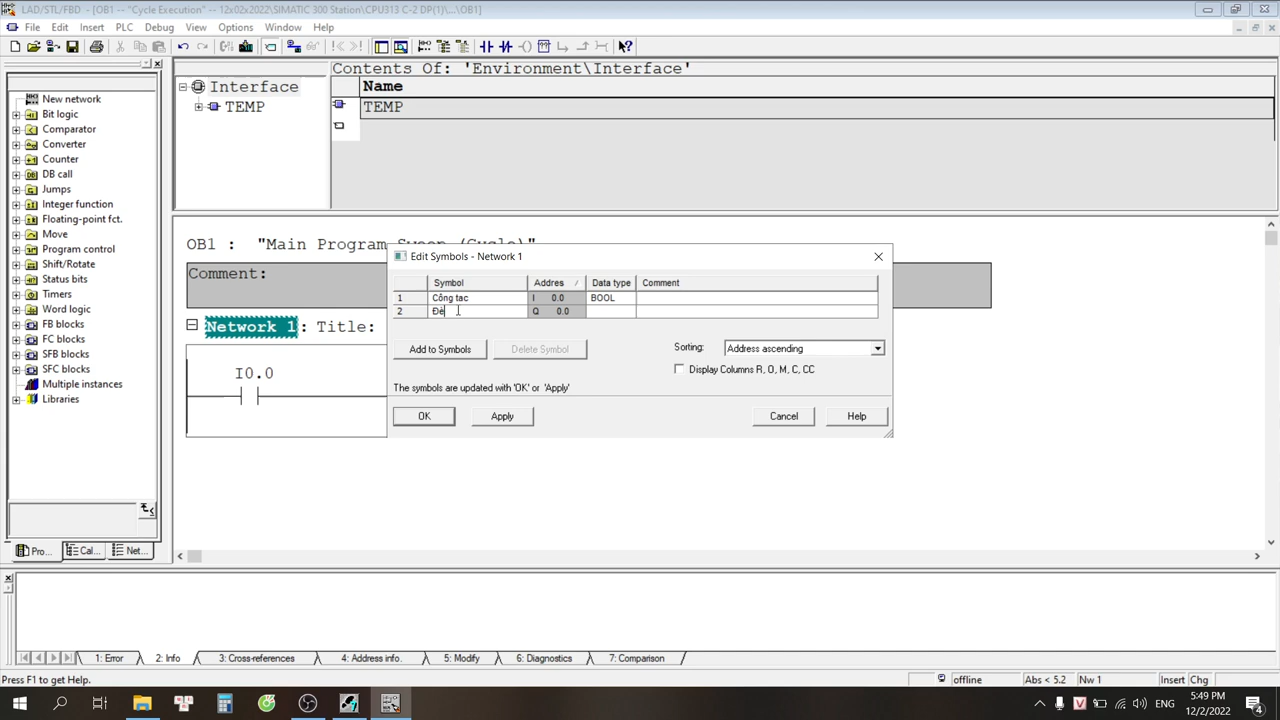 LAD/STL/FBD - [OB1 -- "Cycle Execution" - 12x02x2022\SIMATIC 300 Station\CPU313 C-2 DP(1)\...\OB1]
File Edit Insert PLC Debug View Options Window Help
New network
Bit logic
Comparator
Converter
Counter
DB call
Jumps
Integer function
Floating-point fct.
Move
Program control
Shift/Rotate
Status bits
Timers
Word logic
FB blocks
FC blocks
SFB blocks
SFC blocks
Multiple instances
Libraries
Pro... Cal... Net...
Interface
TEMP
Contents Of: 'Environment\Interface'
Name
TEMP
OB1 : "Main Program Sweep (Cycle)"
Comment:
Network 1: Title:
I0.0
Edit Symbols - Network 1
Symbol Addres Data type Comment
1 Công tac I 0.0 BOOL
2 Đè Q 0.0
Add to Symbols Delete Symbol Sorting: Address ascending
Display Columns R, O, M, C, CC
The symbols are updated with 'OK' or 'Apply'
OK Apply Cancel Help
1: Error 2: Info 3: Cross-references 4: Address info. 5: Modify 6: Diagnostics 7: Comparison
Press F1 to get Help. offline Abs < 5.2 Nw 1 Insert Chg
5:49 PM
12/2/2022
4